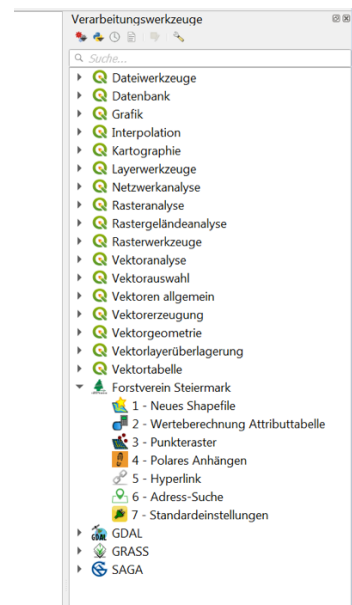 Verarbeitungswerkzeuge
Suche...
Dateiwerkzeuge
Datenbank
Grafik
Interpolation
Kartographie
Layerwerkzeuge
Netzwerkanalyse
Rasteranalyse
Rastergeländeanalyse
Rasterwerkzeuge
Vektoranalyse
Vektorauswahl
Vektoren allgemein
Vektorerzeugung
Vektorgeometrie
Vektorlayerüberlagerung
Vektortabelle
Forstverein Steiermark
1 - Neues Shapefile
2 - Werteberechnung Attributtabelle
3 - Punkteraster
4 - Polares Anhängen
5 - Hyperlink
6 - Adress-Suche
7 - Standardeinstellungen
GDAL
GRASS
SAGA